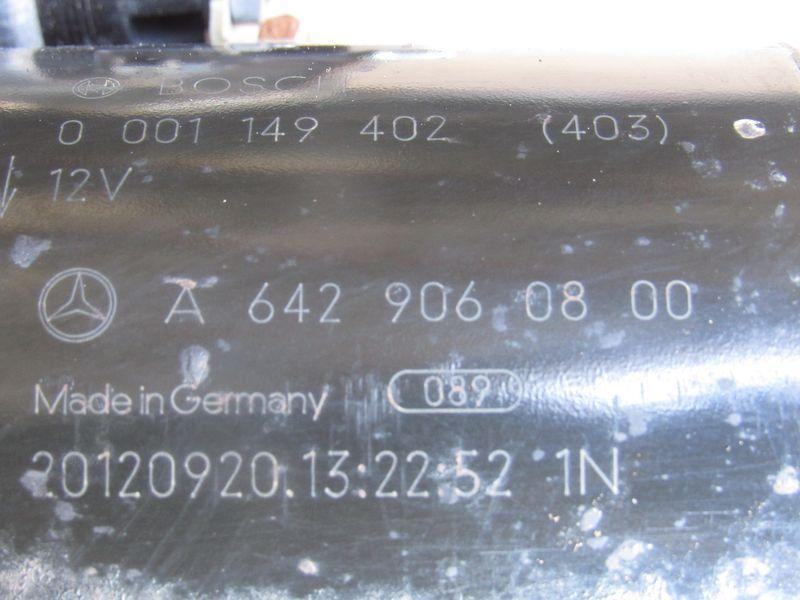 BOSCH
0 001 149 402 (403)
12V
A 642 906 08 00
Made in Germany 089
20120920.13:22:52 1N